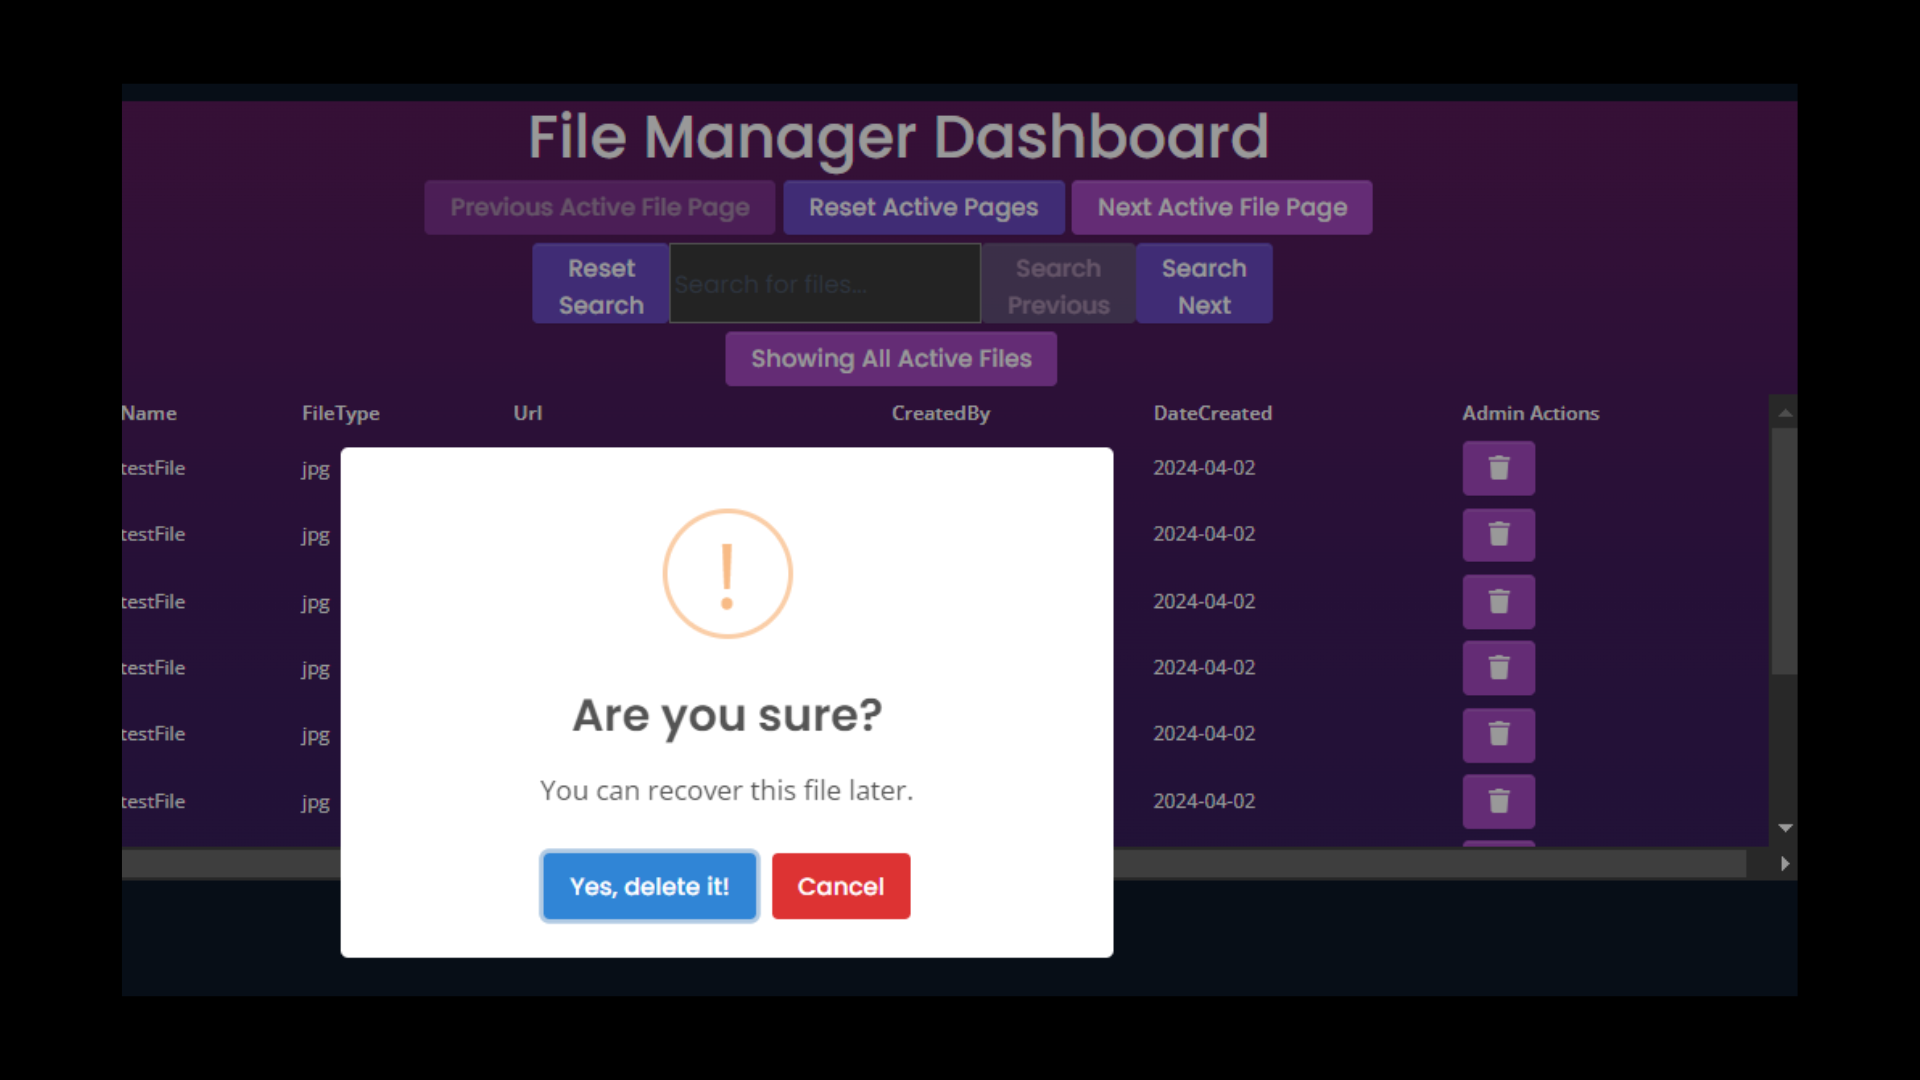 File Manager Dashboard
Previous Active File Page Reset Active Pages Next Active File Page
Reset Search Search for files... Search Previous Search Next
Showing All Active Files
Name FileType Url CreatedBy DateCreated Admin Actions
testFile jpg 2024-04-02
testFile jpg 2024-04-02
testFile jpg 2024-04-02
testFile jpg 2024-04-02
testFile jpg 2024-04-02
testFile jpg 2024-04-02
!
Are you sure?
You can recover this file later.
Yes, delete it! Cancel